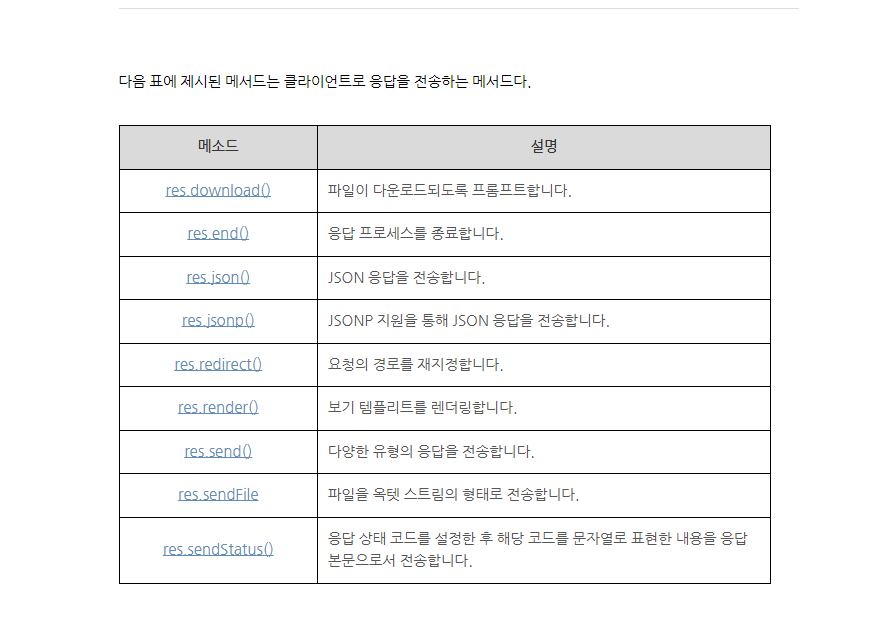 다음 표에 제시된 메서드는 클라이언트로 응답을 전송하는 메서드다.
메소드 설명
res.download() 파일이 다운로드되도록 프롬프트합니다.
res.end() 응답 프로세스를 종료합니다.
res.json() JSON 응답을 전송합니다.
res.jsonp() JSONP 지원을 통해 JSON 응답을 전송합니다.
res.redirect() 요청의 경로를 재지정합니다.
res.render() 보기 템플리트를 렌더링합니다.
res.send() 다양한 유형의 응답을 전송합니다.
res.sendFile 파일을 옥텟 스트림의 형태로 전송합니다.
res.sendStatus() 응답 상태 코드를 설정한 후 해당 코드를 문자열로 표현한 내용을 응답
본문으로서 전송합니다.